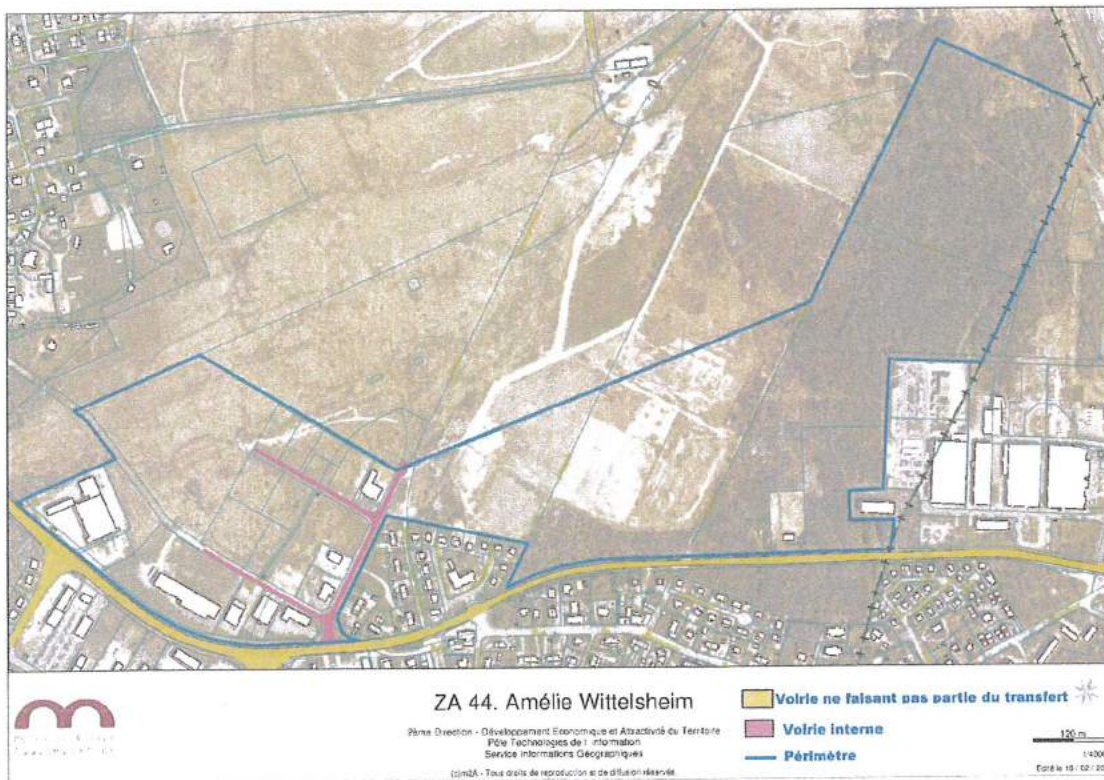 ZA 44. Amélie Wittelsheim
2ème Direction - Développement Economique et Attractivité du Territoire
Pôle Technologies de l'Information
Service Informations Géographiques
(c)m2A - Tous droits de reproduction et de diffusion réservés
Voirie ne faisant pas partie du transfert
Voirie interne
Périmètre
120 m